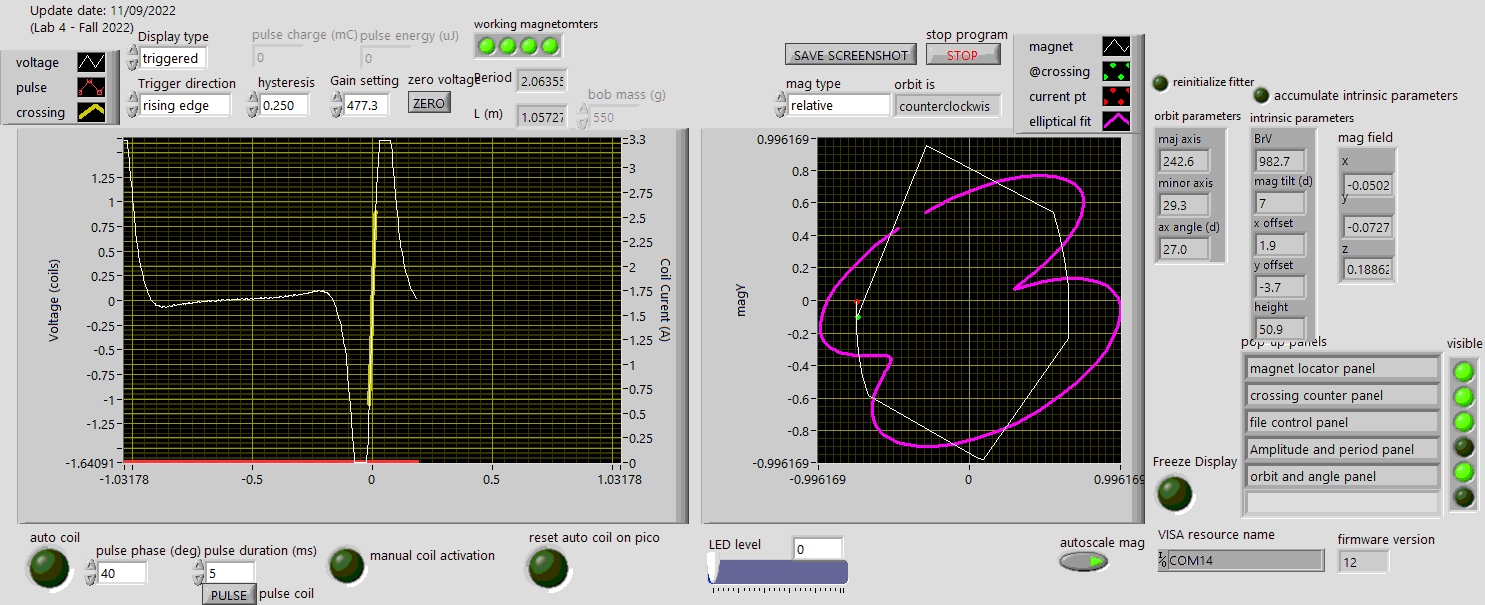 Update date: 11/09/2022
(Lab 4 - Fall 2022)
voltage
pulse
crossing
Display type
triggered
Trigger direction
rising edge
pulse charge (mC)
0
pulse energy (uJ)
0
hysteresis
0.250
Gain setting
477.3
zero voltage
ZERO
working magnetomters
Period
2.0635
L (m)
1.0572
bob mass (g)
550
SAVE SCREENSHOT
stop program
STOP
mag type
relative
orbit is
counterclockwis
magnet
@crossing
current pt
elliptical fit
reinitialize fitter
accumulate intrinsic parameters
orbit parameters
maj axis
242.6
minor axis
29.3
ax angle (d)
27.0
intrinsic parameters
BrV
982.7
mag tilt (d)
7
x offset
1.9
y offset
-3.7
height
50.9
mag field
x
-0.0502
y
-0.0727
z
0.1886
Voltage (coils)
1.25
1
0.75
0.5
0.25
0
-0.25
-0.5
-0.75
-1
-1.25
-1.64091
-1.03178
-0.5
0
0.5
1.03178
3.3
3
2.75
2.5
2.25
2
1.75
1.5
1.25
1
0.75
0.5
0.25
0
Coil Curent (A)
magY
0.996169
0.8
0.6
0.4
0.2
0
-0.2
-0.4
-0.6
-0.8
-0.996169
-0.996169
0
0.996169
pop up panels
visible
magnet locator panel
crossing counter panel
file control panel
Amplitude and period panel
orbit and angle panel
Freeze Display
auto coil
pulse phase (deg)
40
pulse duration (ms)
5
PULSE
pulse coil
manual coil activation
reset auto coil on pico
LED level
0
autoscale mag
VISA resource name
COM14
firmware version
12